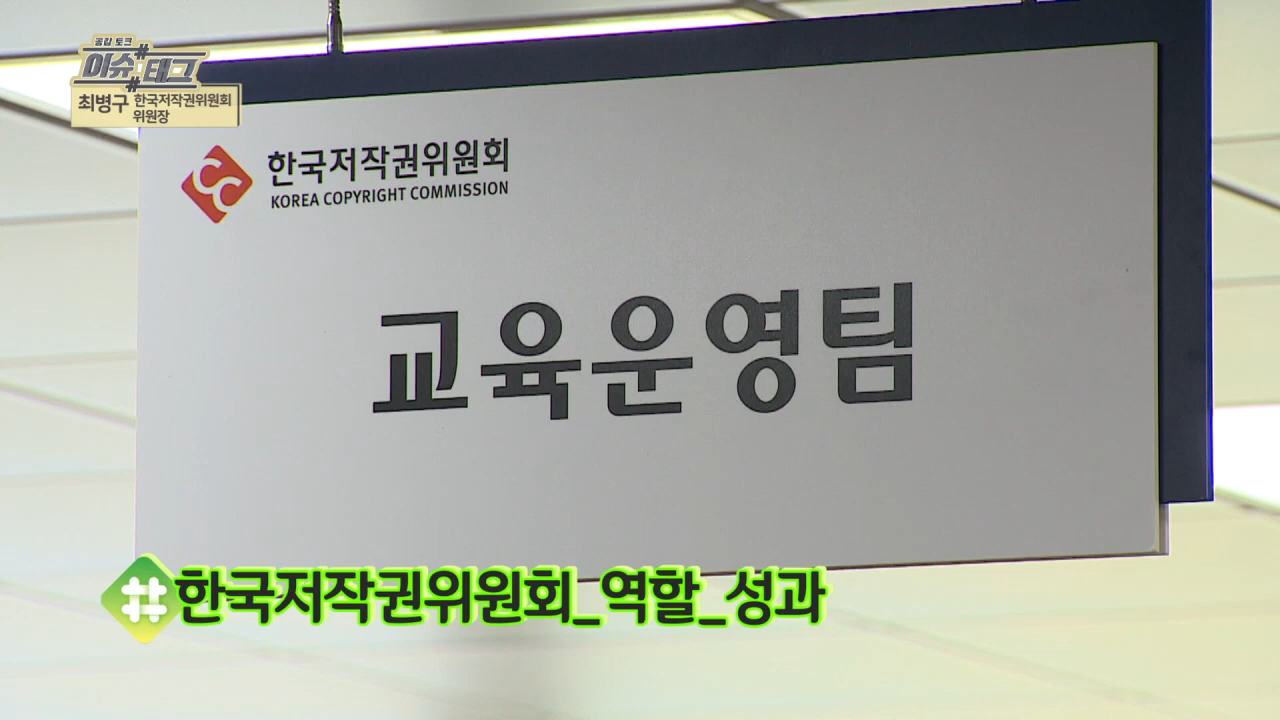 공감 토크
이슈#태그#
최병구 한국저작권위원회
위원장
한국저작권위원회
KOREA COPYRIGHT COMMISSION
교육운영팀
#한국저작권위원회_역할_성과